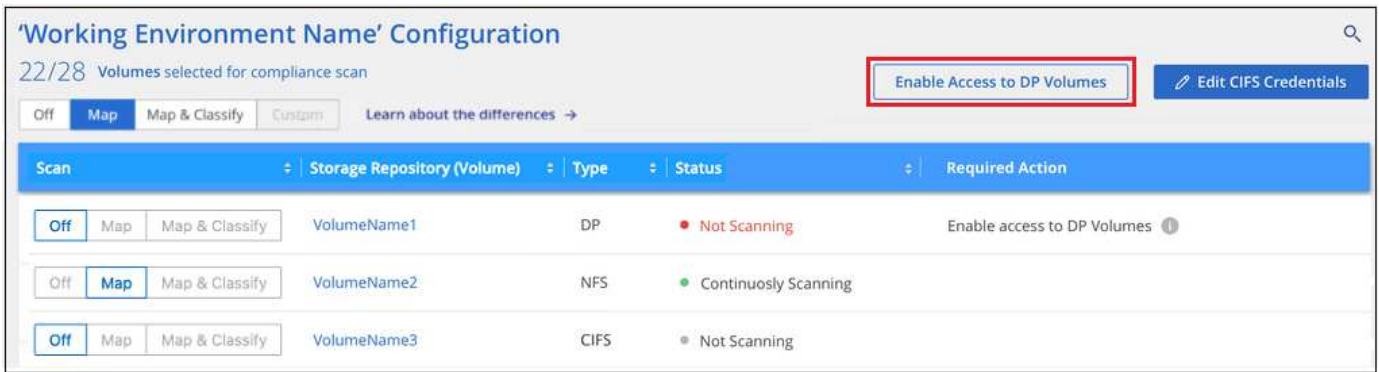 ‘Working Environment Name’ Configuration
22/28 Volumes selected for compliance scan
Enable Access to DP Volumes
Edit CIFS Credentials
Off Map Map & Classify Custom Learn about the differences →
Scan Storage Repository (Volume) Type Status Required Action
Off Map Map & Classify VolumeName1 DP Not Scanning Enable access to DP Volumes
Off Map Map & Classify VolumeName2 NFS Continuosly Scanning
Off Map Map & Classify VolumeName3 CIFS Not Scanning